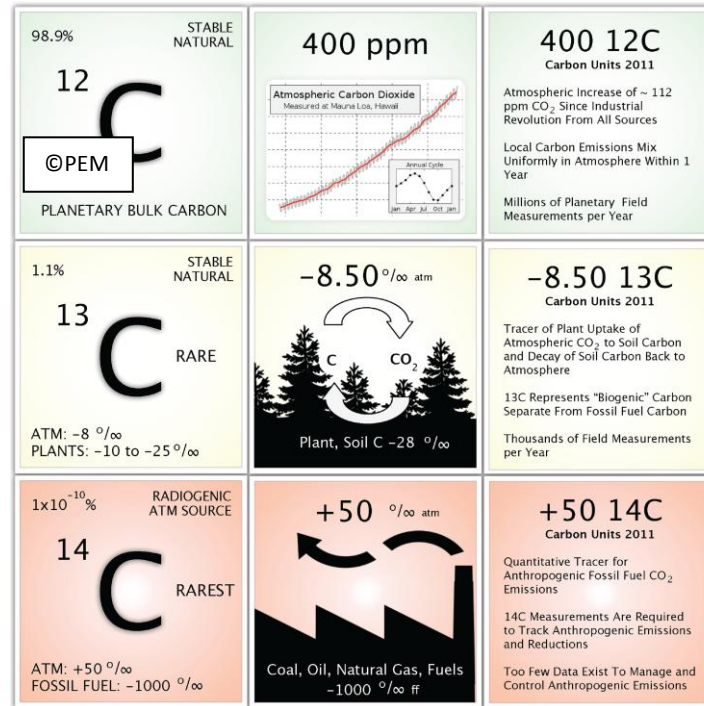 98.9%
STABLE
NATURAL
12
C
©PEM
PLANETARY BULK CARBON
400 ppm
Atmospheric Carbon Dioxide
Measured at Mauna Loa, Hawaii
Annual Cycle
Jan Apr Jul Oct Jan
400 12C
Carbon Units 2011
Atmospheric Increase of ~ 112
ppm CO₂ Since Industrial
Revolution From All Sources
Local Carbon Emissions Mix
Uniformly in Atmosphere Within 1
Year
Millions of Planetary Field
Measurements per Year
1.1%
STABLE
NATURAL
13
C
RARE
ATM: -8 º/∞
PLANTS: -10 to -25º/∞
-8.50 º/∞ atm
C
CO₂
Plant, Soil C -28 º/∞
-8.50 13C
Carbon Units 2011
Tracer of Plant Uptake of
Atmospheric CO₂ to Soil Carbon
and Decay of Soil Carbon Back to
Atmosphere
13C Represents “Biogenic” Carbon
Separate From Fossil Fuel Carbon
Thousands of Field Measurements
per Year
1x10⁻¹⁰%
RADIOGENIC
ATM SOURCE
14
C
RAREST
ATM: +50 º/∞
FOSSIL FUEL: -1000 º/∞
+50 º/∞ atm
Coal, Oil, Natural Gas, Fuels
-1000 º/∞ ff
+50 14C
Carbon Units 2011
Quantitative Tracer for
Anthropogenic Fossil Fuel CO₂
Emissions
14C Measurements Are Required
to Track Anthropogenic Emissions
and Reductions
Too Few Data Exist To Manage and
Control Anthropogenic Emissions